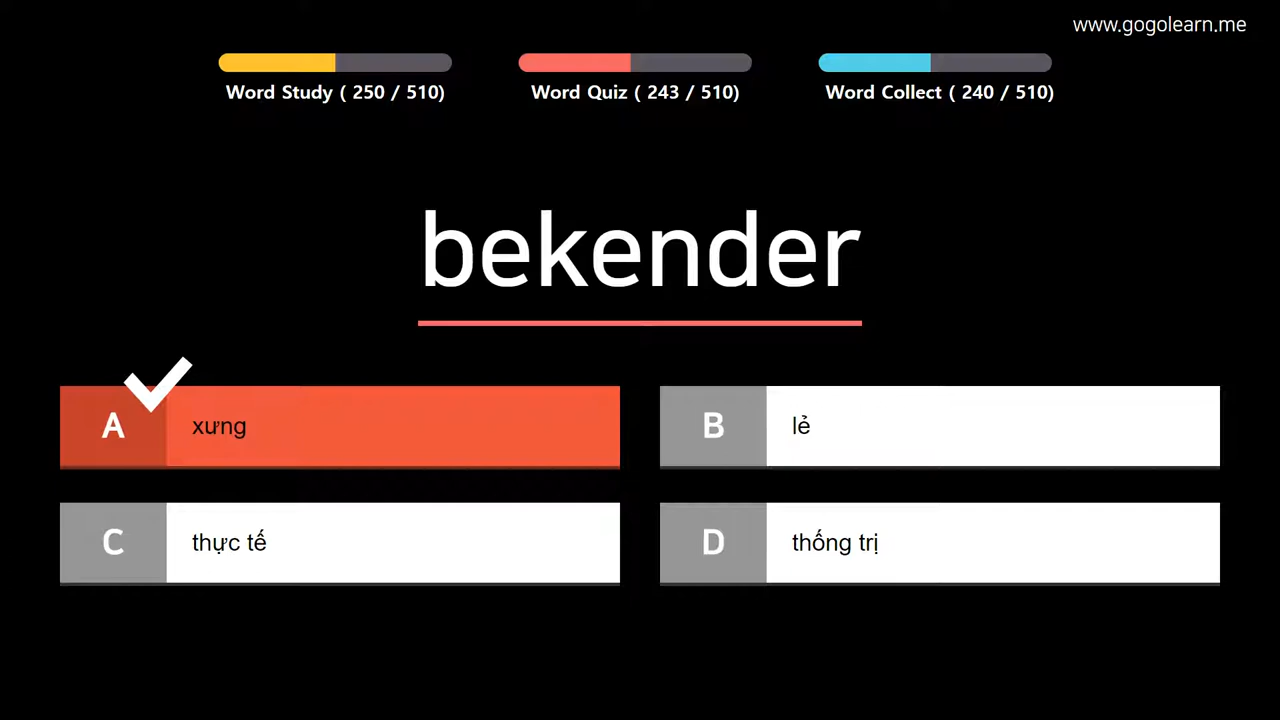 www.gogolearn.me
Word Study ( 250 / 510)
Word Quiz ( 243 / 510)
Word Collect ( 240 / 510)
bekender
A xưng
B lẻ
C thực tế
D thống trị